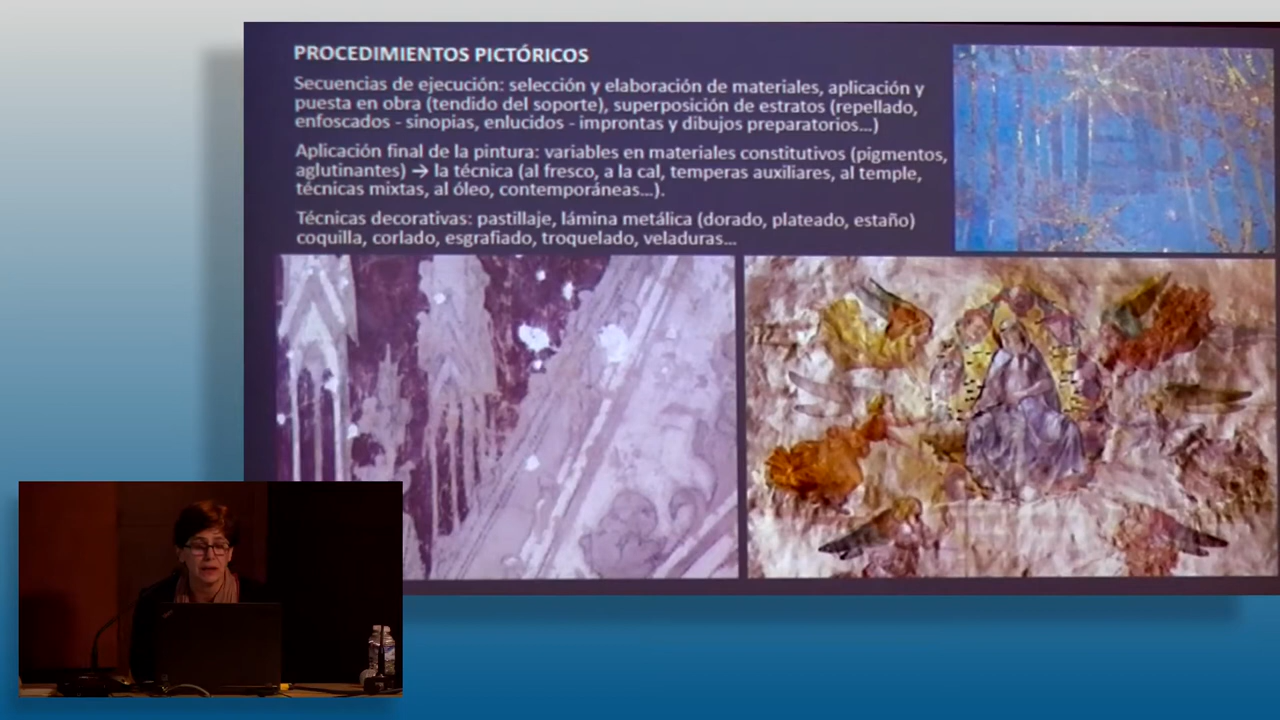 PROCEDIMIENTOS PICTÓRICOS
Secuencias de ejecución: selección y elaboración de materiales, aplicación y
puesta en obra (tendido del soporte), superposición de estratos (repellado,
enfoscados - sinopias, enlucidos - improntas y dibujos preparatorios...)
Aplicación final de la pintura: variables en materiales constitutivos (pigmentos,
aglutinantes) → la técnica (al fresco, a la cal, temperas auxiliares, al temple,
técnicas mixtas, al óleo, contemporáneas...).
Técnicas decorativas: pastillaje, lámina metálica (dorado, plateado, estaño)
coquilla, corlado, esgrafiado, troquelado, veladuras...